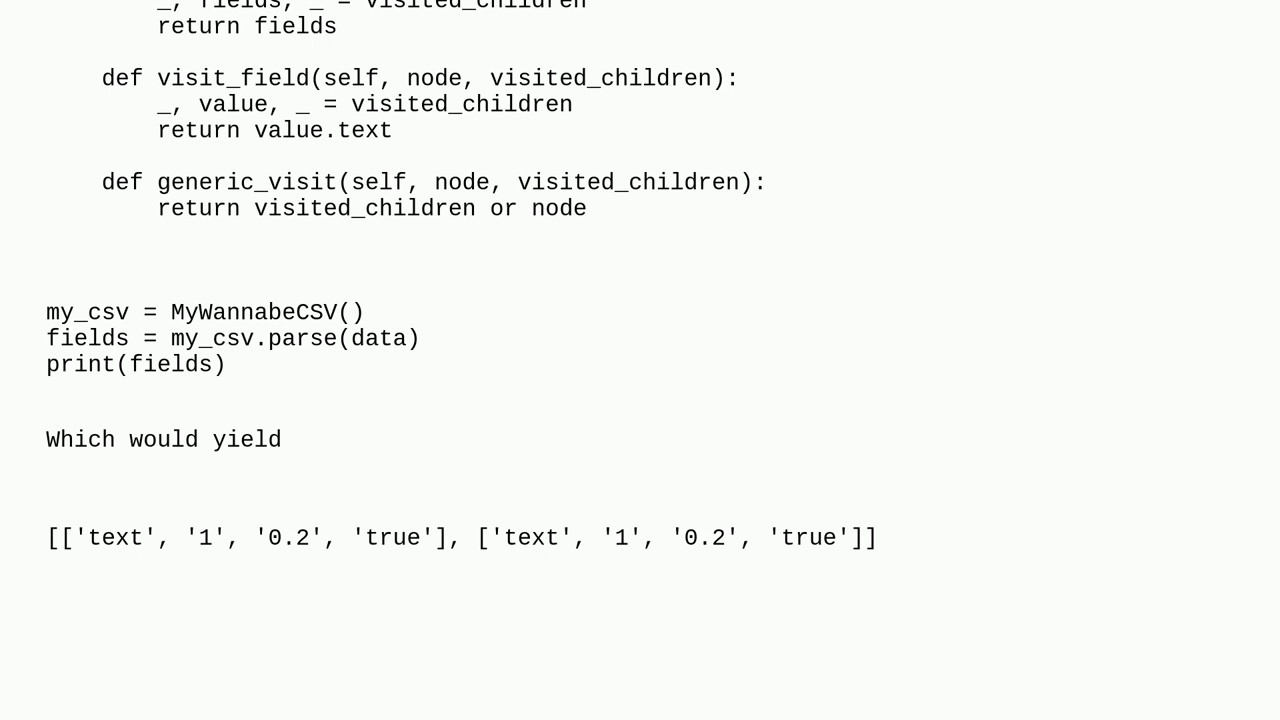 _, fields, _ = visited_children
return fields
def visit_field(self, node, visited_children):
_, value, _ = visited_children
return value.text
def generic_visit(self, node, visited_children):
return visited_children or node
my_csv = MyWannabeCSV()
fields = my_csv.parse(data)
print(fields)
Which would yield
[['text', '1', '0.2', 'true'], ['text', '1', '0.2', 'true']]